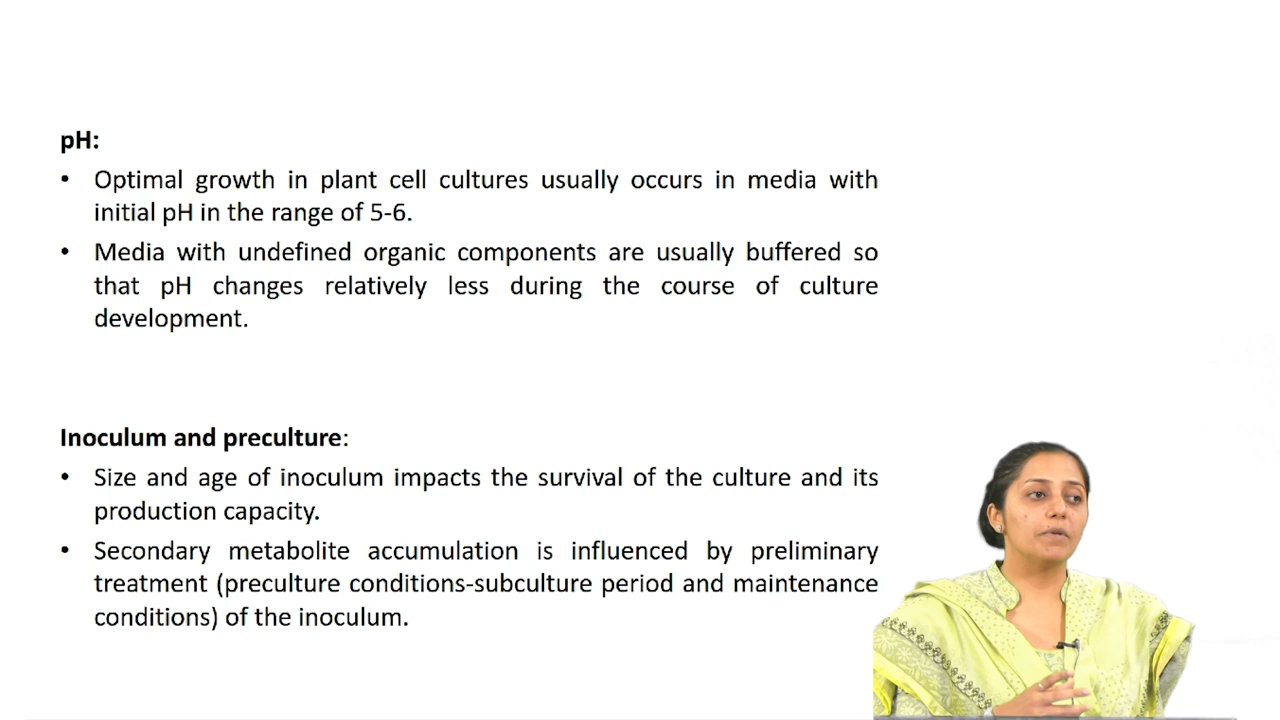 pH:
• Optimal growth in plant cell cultures usually occurs in media with
initial pH in the range of 5-6.
• Media with undefined organic components are usually buffered so
that pH changes relatively less during the course of culture
development.
Inoculum and preculture:
• Size and age of inoculum impacts the survival of the culture and its
production capacity.
• Secondary metabolite accumulation is influenced by preliminary
treatment (preculture conditions-subculture period and maintenance
conditions) of the inoculum.